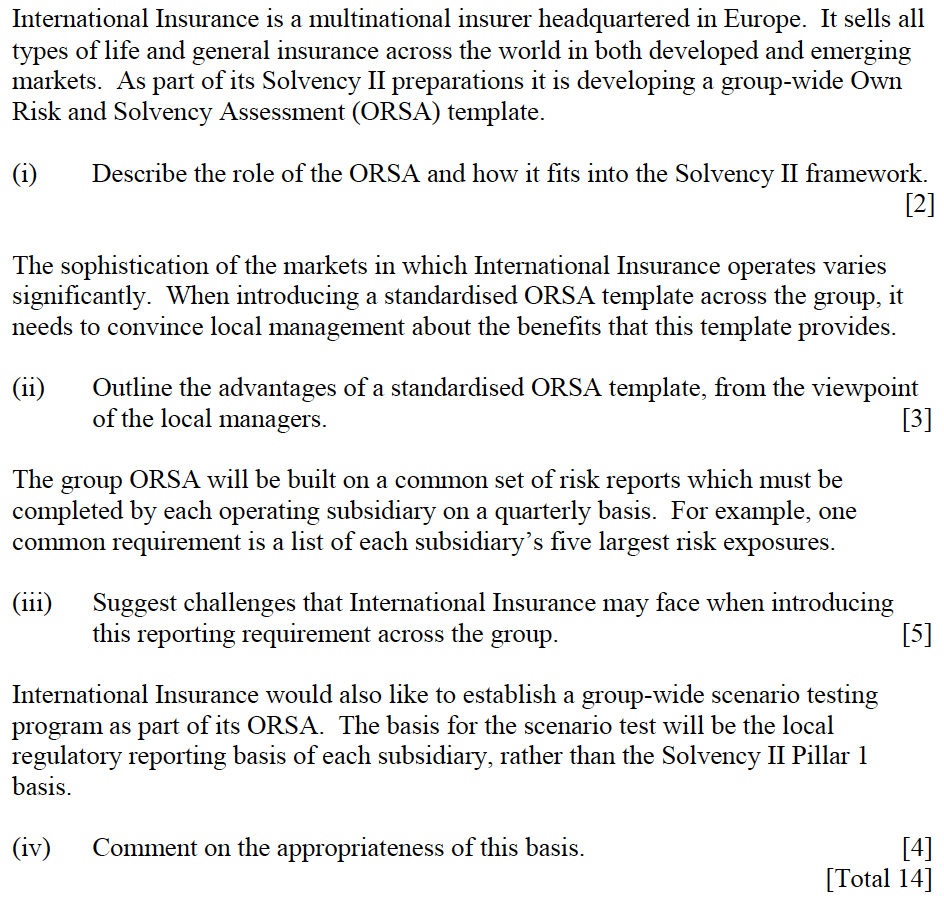 International Insurance is a multinational insurer headquartered in Europe.  It sells all
types of life and general insurance across the world in both developed and emerging
markets.  As part of its Solvency II preparations it is developing a group-wide Own
Risk and Solvency Assessment (ORSA) template.
(i) Describe the role of the ORSA and how it fits into the Solvency II framework.
[2]
The sophistication of the markets in which International Insurance operates varies
significantly.  When introducing a standardised ORSA template across the group, it
needs to convince local management about the benefits that this template provides.
(ii) Outline the advantages of a standardised ORSA template, from the viewpoint
of the local managers. [3]
The group ORSA will be built on a common set of risk reports which must be
completed by each operating subsidiary on a quarterly basis.  For example, one
common requirement is a list of each subsidiary's five largest risk exposures.
(iii) Suggest challenges that International Insurance may face when introducing
this reporting requirement across the group. [5]
International Insurance would also like to establish a group-wide scenario testing
program as part of its ORSA.  The basis for the scenario test will be the local
regulatory reporting basis of each subsidiary, rather than the Solvency II Pillar 1
basis.
(iv) Comment on the appropriateness of this basis. [4]
[Total 14]